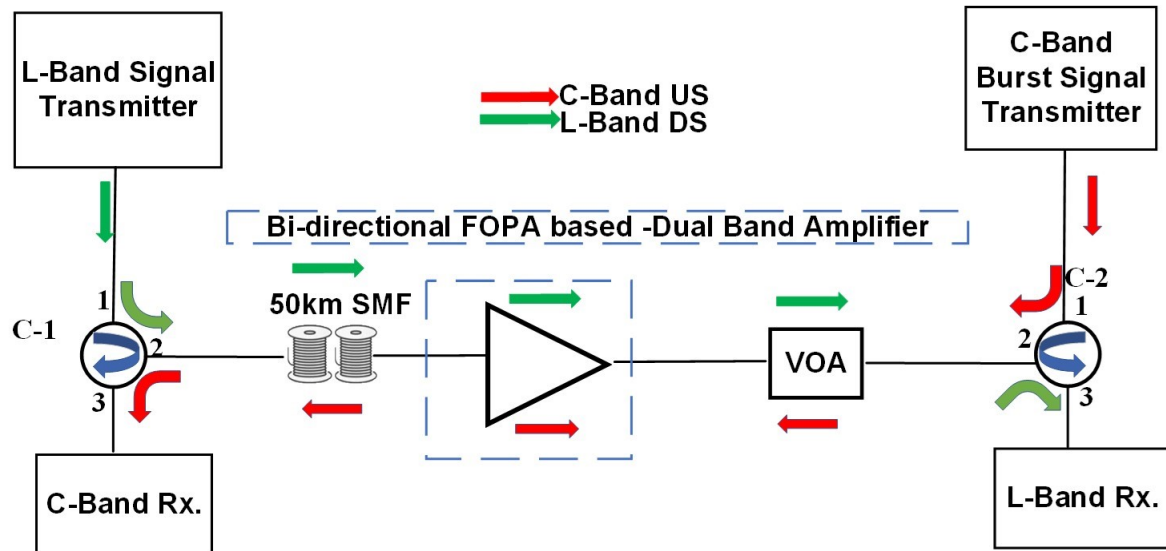 L-Band Signal
Transmitter
C-Band
Burst Signal
Transmitter
C-Band US
L-Band DS
Bi-directional FOPA based -Dual Band Amplifier
50km SMF
C-1
1
2
3
VOA
C-2
1
2
3
C-Band Rx.
L-Band Rx.